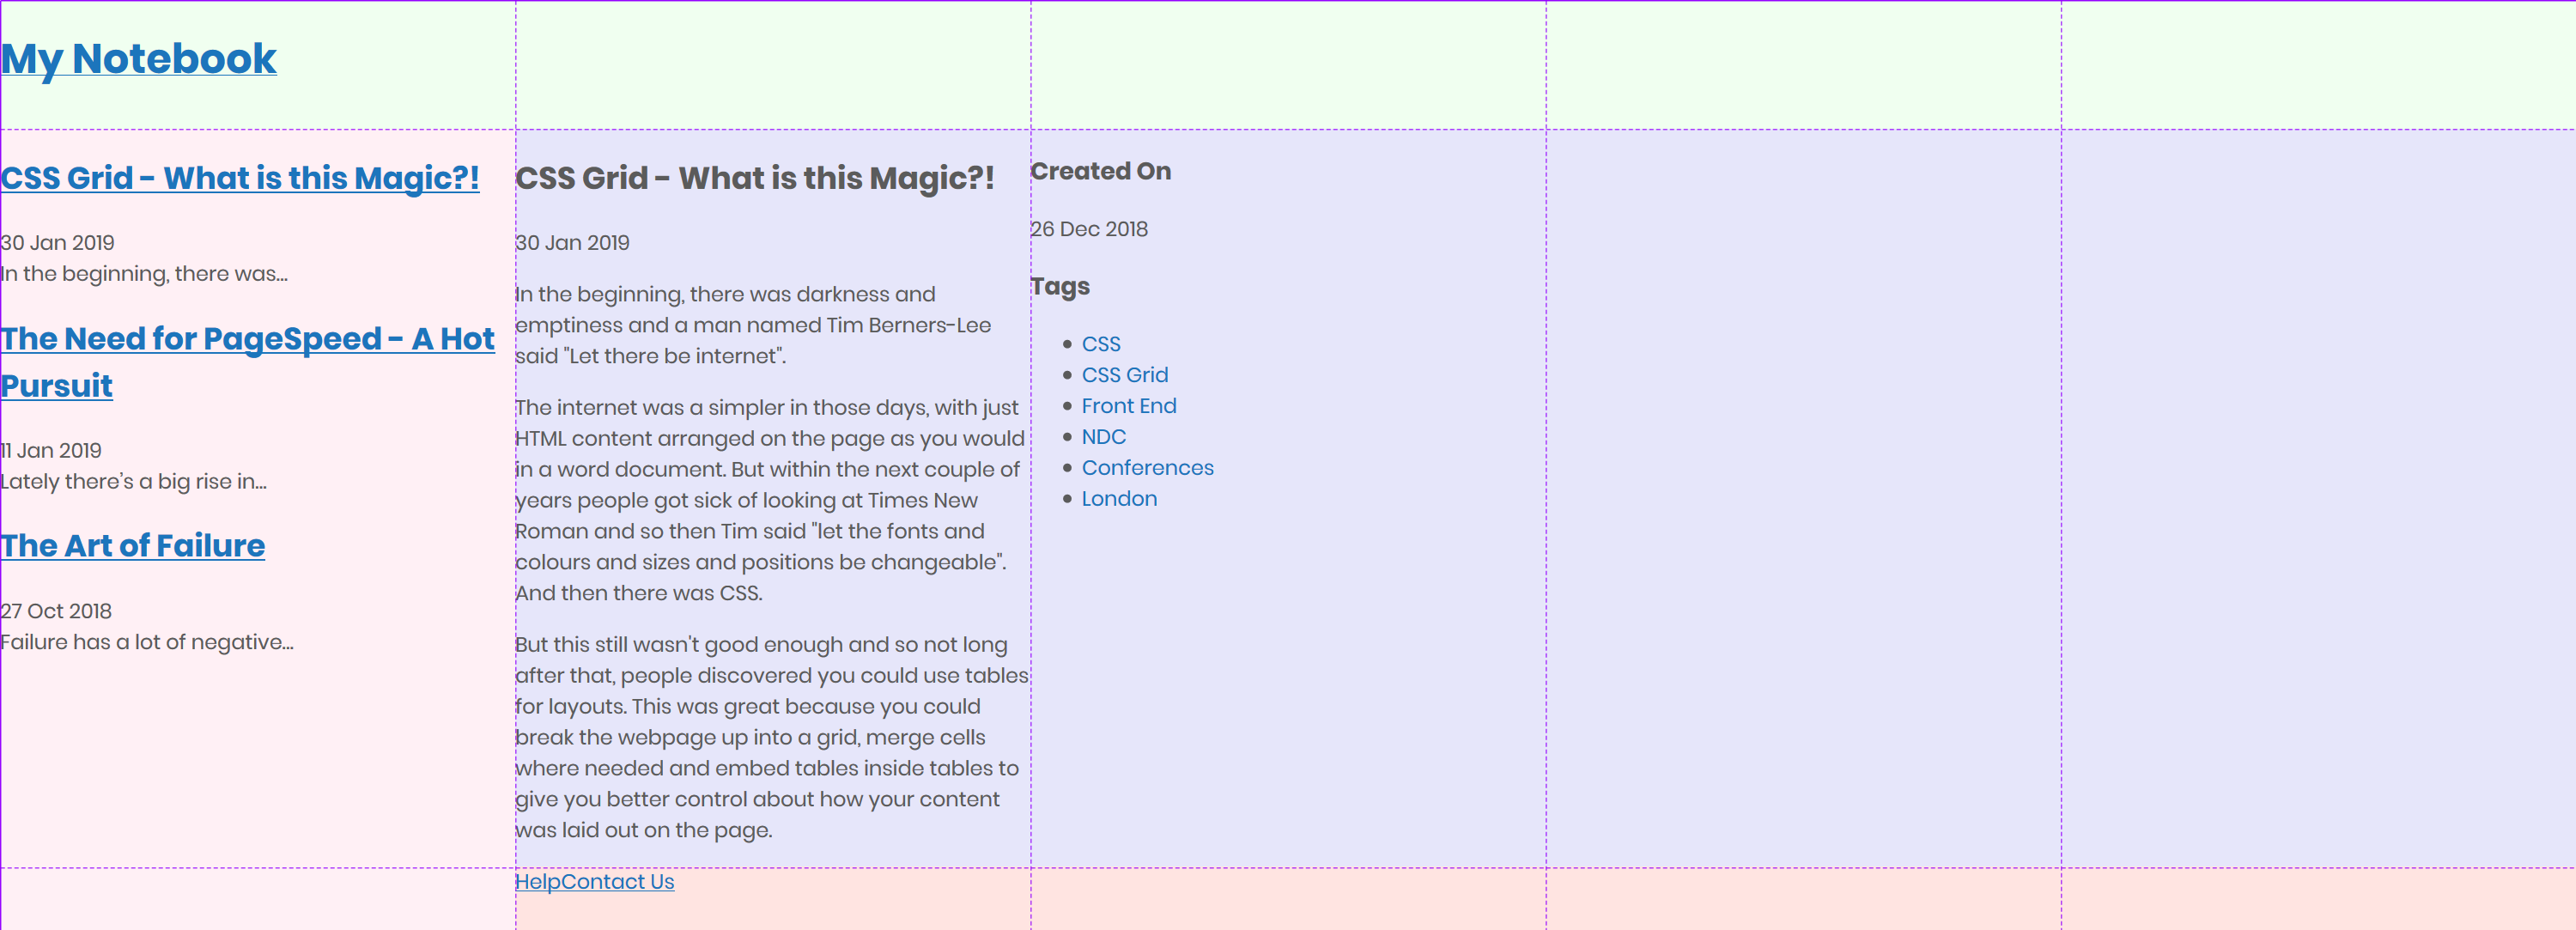 My Notebook
CSS Grid - What is this Magic?!
30 Jan 2019
In the beginning, there was...
The Need for PageSpeed - A Hot
Pursuit
11 Jan 2019
Lately there's a big rise in...
The Art of Failure
27 Oct 2018
Failure has a lot of negative...
CSS Grid - What is this Magic?!
30 Jan 2019
In the beginning, there was darkness and
emptiness and a man named Tim Berners-Lee
said "Let there be internet".
The internet was a simpler in those days, with just
HTML content arranged on the page as you would
in a word document. But within the next couple of
years people got sick of looking at Times New
Roman and so then Tim said "let the fonts and
colours and sizes and positions be changeable".
And then there was CSS.
But this still wasn't good enough and so not long
after that, people discovered you could use tables
for layouts. This was great because you could
break the webpage up into a grid, merge cells
where needed and embed tables inside tables to
give you better control about how your content
was laid out on the page.
Created On
26 Dec 2018
Tags
CSS
CSS Grid
Front End
NDC
Conferences
London
HelpContact Us